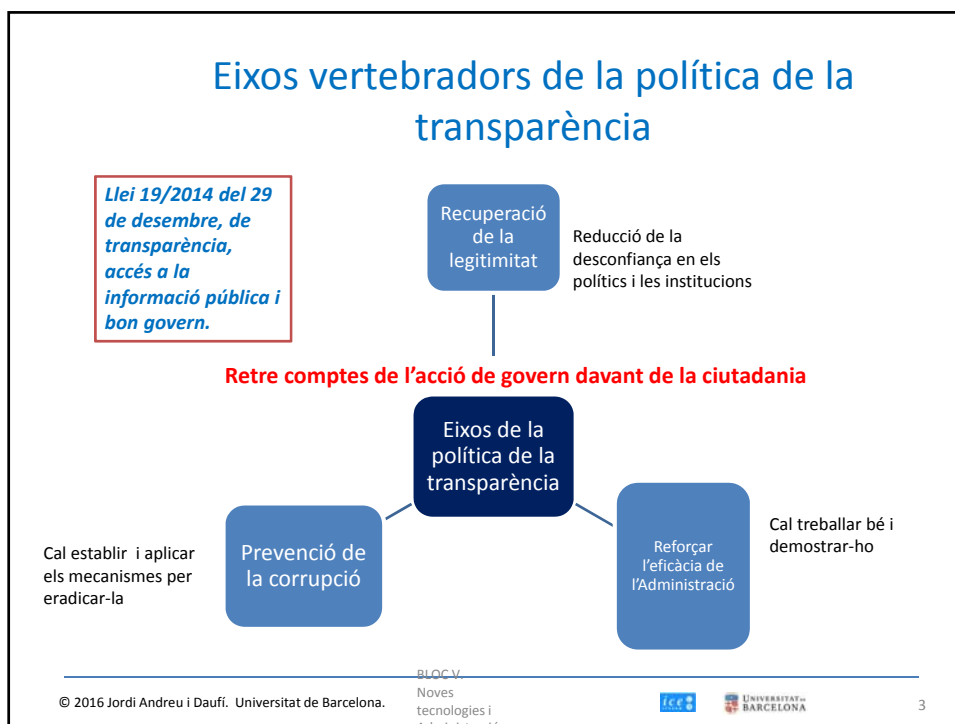 Eixos vertebradors de la política de la
transparència
Llei 19/2014 del 29
de desembre, de
transparència,
accés a la
informació pública i
bon govern.
Recuperació
de la
legitimitat
Reducció de la
desconfiança en els
polítics i les institucions
Retre comptes de l’acció de govern davant de la ciutadania
Eixos de la
política de la
transparència
Cal establir i aplicar
els mecanismes per
eradicar-la
Prevenció de
la corrupció
Reforçar
l’eficàcia de
l’Administració
Cal treballar bé i
demostrar-ho
© 2016 Jordi Andreu i Daufí. Universitat de Barcelona.
BLOC V.
Noves
tecnologies i
ice
UNIVERSITAT DE
BARCELONA
3